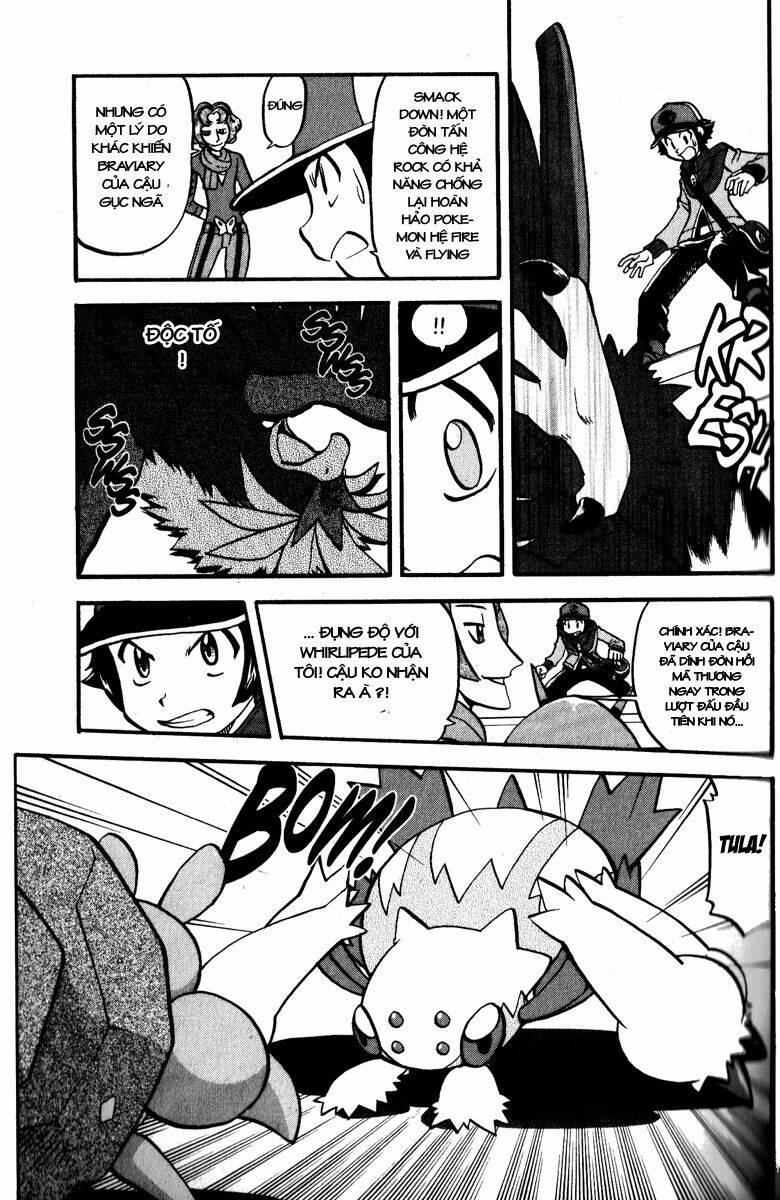 KR
ESH
SMACK
DOWN! MỘT
ĐÒN TẤN
CÔNG HỆ
ROCK CÓ KHẢ
NĂNG CHỐNG
LẠI HOÀN
HẢO POKE-
MON HỆ FIRE
VÀ FLYING
ĐÚNG
NHƯNG CÓ
MỘT LÝ DO
KHÁC KHIẾN
BRAVIARY
CỦA CẬU
GỤC NGÃ
!!
ĐỘC TỐ
!
SSWSS
SSWSS
CHÍNH XÁC! BRA-
VIARY CỦA CẬU
ĐÃ DÍNH ĐÒN HỒI
MÃ THƯƠNG
NGAY TRONG
LƯỢT ĐẤU ĐẦU
TIÊN KHI NÓ...
... ĐỤNG ĐỘ VỚI
WHIRLIPEDE CỦA
TÔI! CẬU KO NHẬN
RA À ?!
TULA!
BOM!